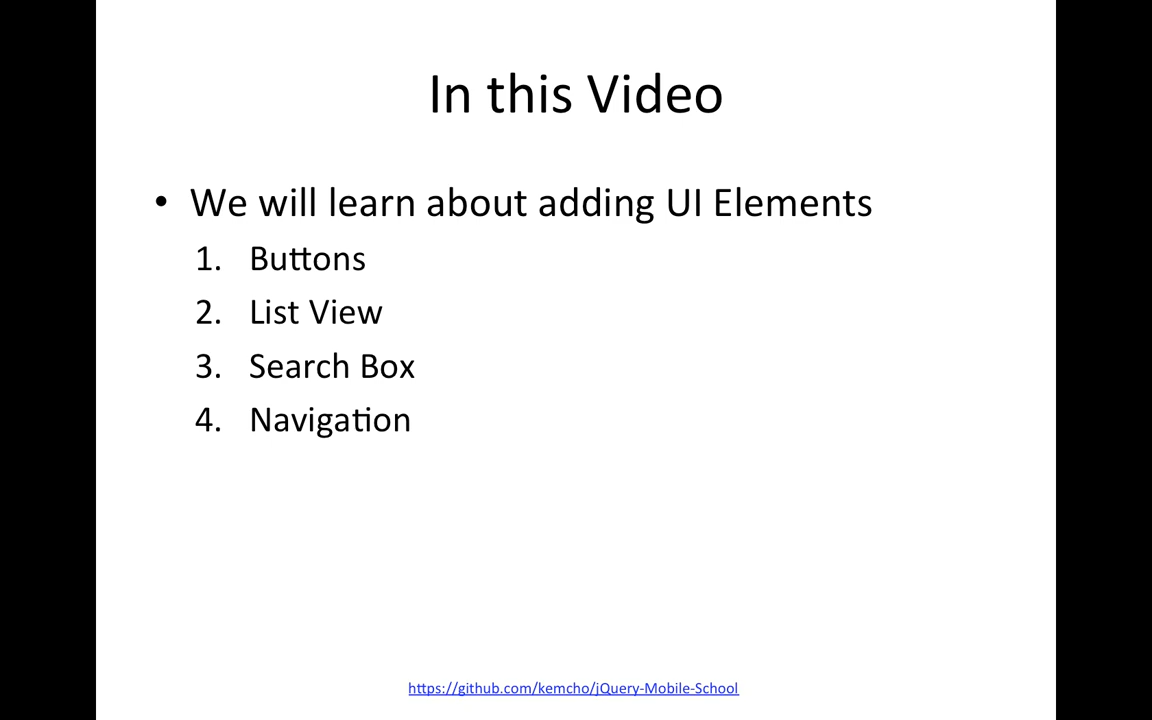 In this Video
• We will learn about adding UI Elements
1. Buttons
2. List View
3. Search Box
4. Navigation
https://github.com/kemcho/jQuery-Mobile-School